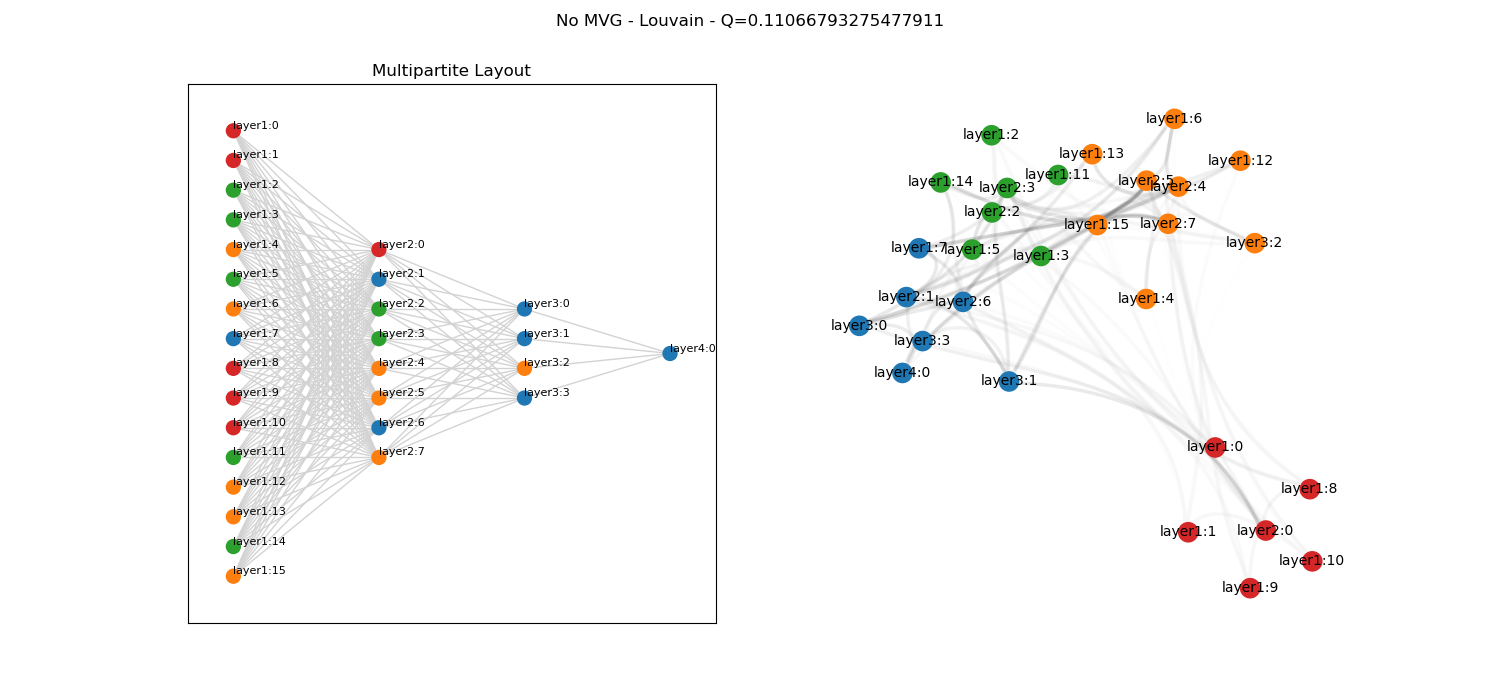 No MVG - Louvain - Q=0.11066793275477911
Multipartite Layout
layer1:0
layer1:1
layer1:2
layer1:3
layer1:4
layer1:5
layer1:6
layer1:7
layer1:8
layer1:9
layer1:10
layer1:11
layer1:12
layer1:13
layer1:14
layer1:15
layer2:0
layer2:1
layer2:2
layer2:3
layer2:4
layer2:5
layer2:6
layer2:7
layer3:0
layer3:1
layer3:2
layer3:3
layer4:0
layer1:6
layer1:2
layer1:13
layer1:12
layer1:11
layer1:14
layer2:3
layer2:5
layer2:4
layer2:2
layer1:15
layer2:7
layer3:2
layer1:7
layer1:5
layer1:3
layer2:1
layer2:6
layer1:4
layer3:0
layer3:3
layer4:0
layer3:1
layer1:0
layer1:8
layer1:1
layer2:0
layer1:10
layer1:9